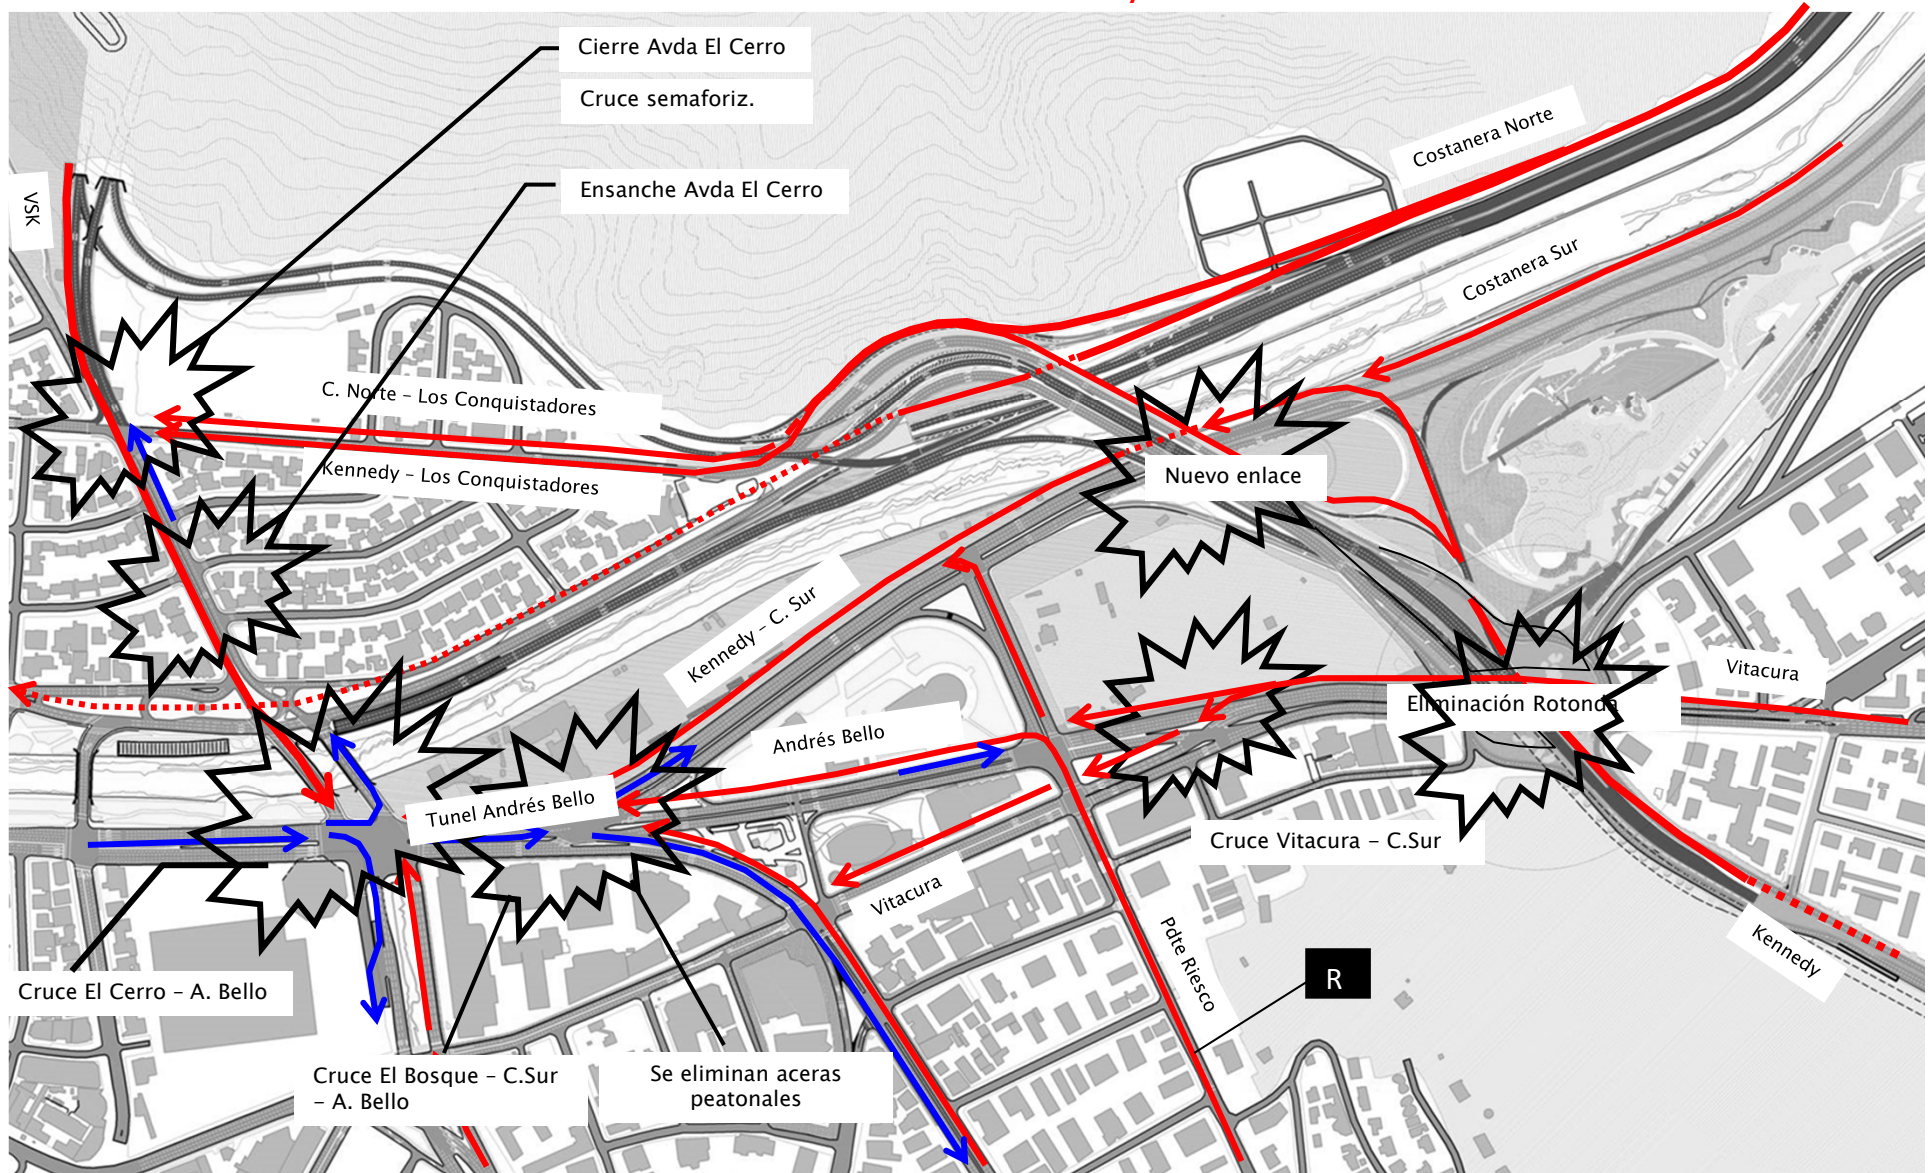 Cierre Avda El Cerro
Cruce semaforiz.
Ensanche Avda El Cerro
Costanera Norte
VSK
Costanera Sur
C. Norte – Los Conquistadores
Kennedy – Los Conquistadores
Nuevo enlace
Kennedy – C. Sur
Vitacura
Eliminación Rotonda
Andrés Bello
Tunel Andrés Bello
Cruce Vitacura – C.Sur
Vitacura
Pdte Riesco
Kennedy
R
Cruce El Cerro – A. Bello
Cruce El Bosque – C.Sur
– A. Bello
Se eliminan aceras
peatonales